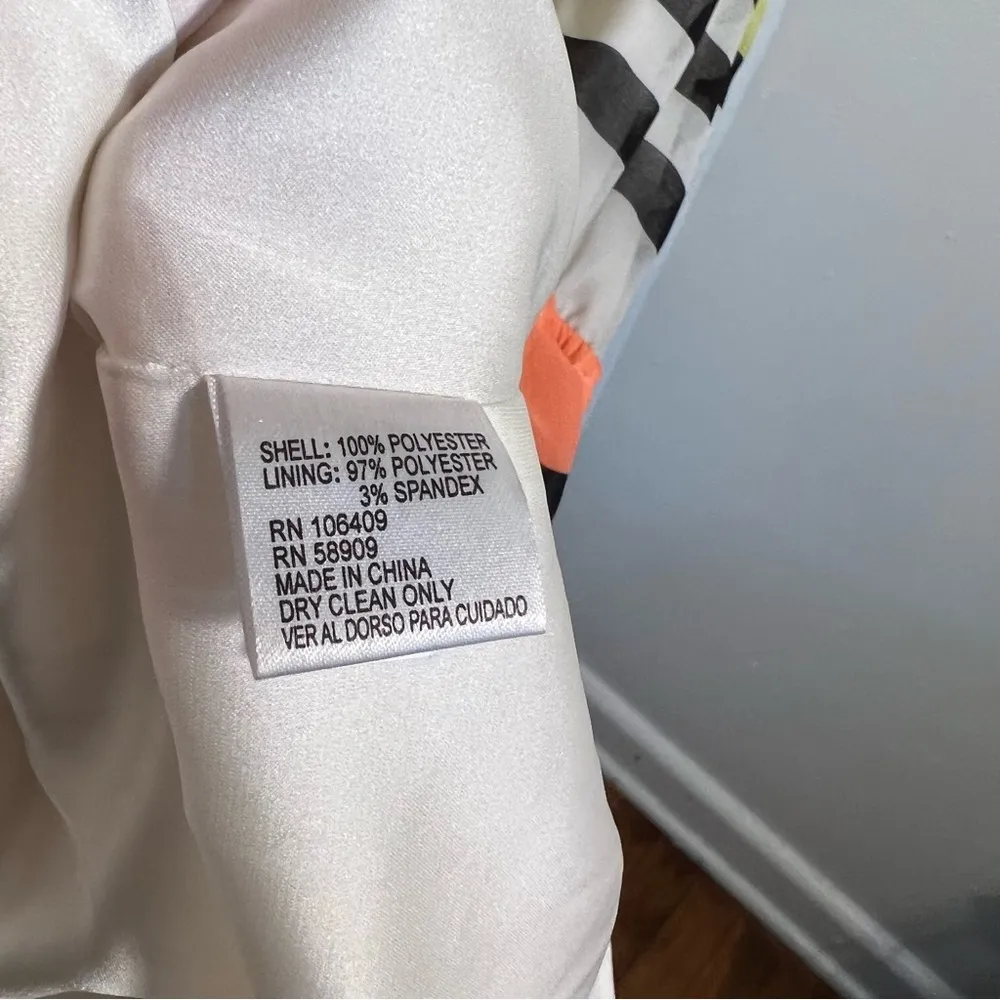 SHELL: 100% POLYESTER
LINING: 97% POLYESTER
3% SPANDEX
RN 106409
RN 58909
MADE IN CHINA
DRY CLEAN ONLY
VER AL DORSO PARA CUIDADO